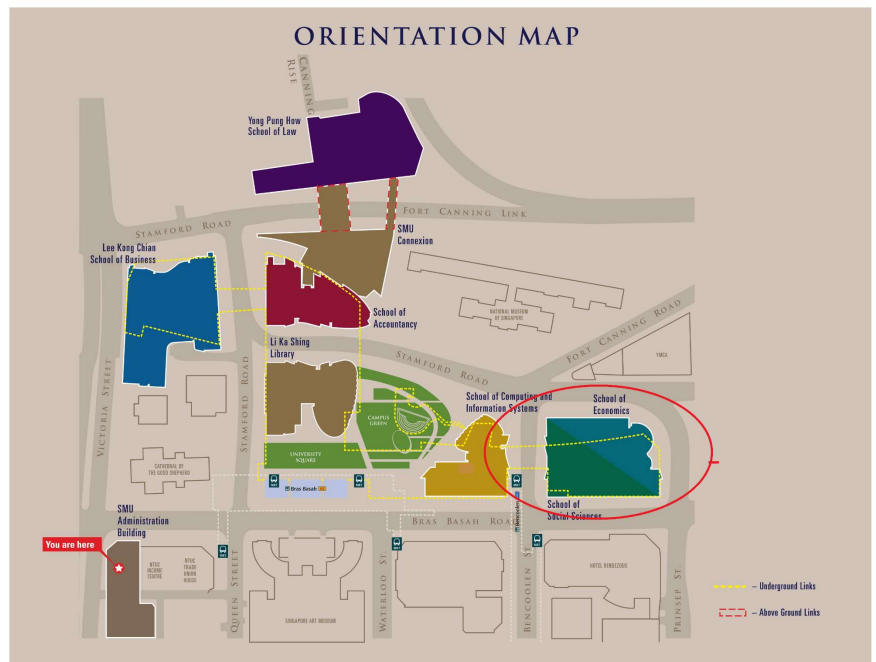 ORIENTATION MAP
CANNING
RISE
Yong Pung How
School of Law
FORT CANNING LINK
STAMFORD ROAD
SMU
Connexion
Lee Kong Chian
School of Business
School of
Accountancy
NATIONAL MUSEUM
OF SINGAPORE
FORT CANNING ROAD
YMCA
Li Ka Shing
Library
STAMFORD ROAD
STAMFORD ROAD
VICTORIA STREET
School of Computing and
Information Systems
School of
Economics
CAMPUS
GREEN
UNIVERSITY
SQUARE
CATHEDRAL OF
THE GOOD SHEPHERD
Bras Basah
School of
Social Sciences
Bencoolen
SMU
Administration
Building
BRAS BASAH ROAD
You are here
NTUC
INCOME
CENTRE
NTUC
TRADE
UNION
HOUSE
HOTEL RENDEZVOUS
QUEEN STREET
SINGAPORE ART MUSEUM
WATERLOO ST.
BENCOOLEN ST.
PRINSEP ST.
– Underground Links
– Above Ground Links